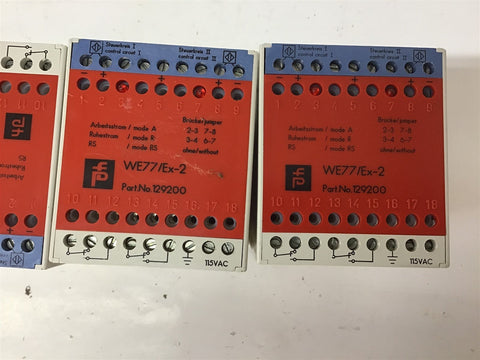 Steuerkreis I Steuerkreis II
control circuit I control circuit II
- + - +
1 2 3 4 5 6 7 8 9
Brücke/jumper
Arbeitsstrom / mode A 2-3 7-8
Ruhestrom / mode R 3-4 6-7
RS / mode RS ohne/without
WE77/Ex-2
Part.No.129200
10 11 12 13 14 15 16 17 18
115VAC
Steuerkreis I Steuerkreis II
control circuit I control circuit II
- + - +
1 2 3 4 5 6 7 8 9
Brücke/jumper
Arbeitsstrom / mode A 2-3 7-8
Ruhestrom / mode R 3-4 6-7
RS / mode RS ohne/without
WE77/Ex-2
Part.No.129200
10 11 12 13 14 15 16 17 18
115VAC